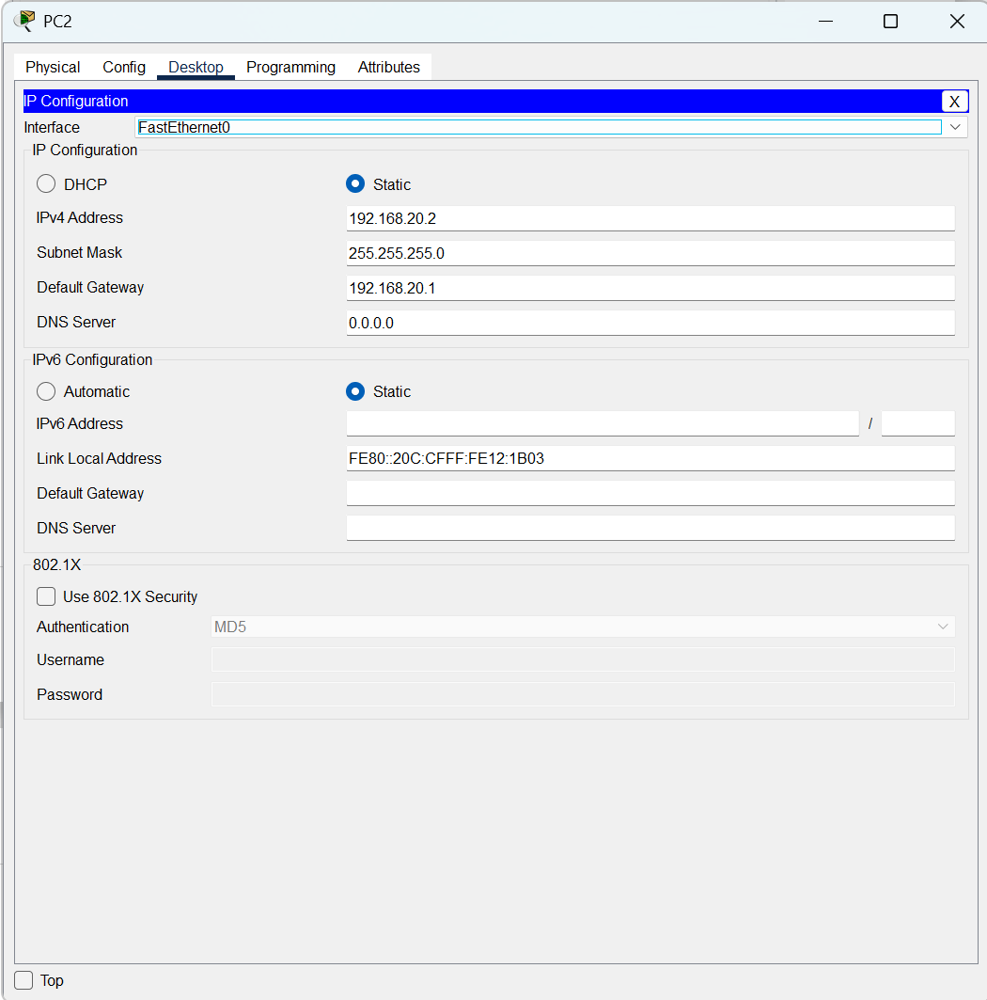 PC2
Physical Config Desktop Programming Attributes
IP Configuration X
Interface FastEthernet0
IP Configuration
DHCP Static
IPv4 Address 192.168.20.2
Subnet Mask 255.255.255.0
Default Gateway 192.168.20.1
DNS Server 0.0.0.0
IPv6 Configuration
Automatic Static
IPv6 Address /
Link Local Address FE80::20C:CFFF:FE12:1B03
Default Gateway
DNS Server
802.1X
Use 802.1X Security
Authentication MD5
Username
Password
Top